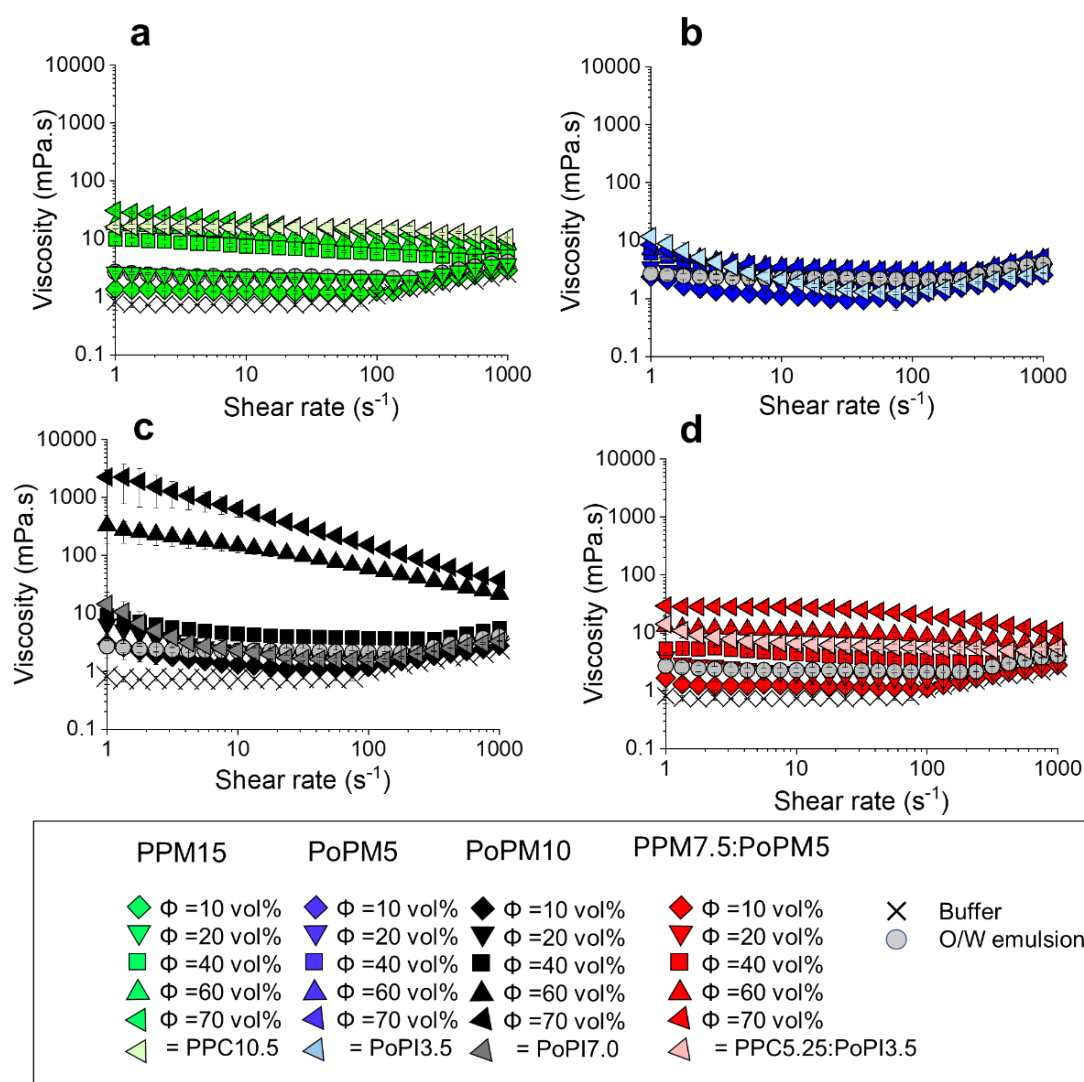 a
b
10000
1000
100
10
1
0.1
Viscosity (mPa.s)
1
10
100
1000
Shear rate (s⁻¹)
10000
1000
100
10
1
0.1
Viscosity (mPa.s)
1
10
100
1000
Shear rate (s⁻¹)
c
d
10000
1000
100
10
1
0.1
Viscosity (mPa.s)
1
10
100
1000
Shear rate (s⁻¹)
10000
1000
100
10
1
0.1
Viscosity (mPa.s)
1
10
100
1000
Shear rate (s⁻¹)
PPM15 PoPM5 PoPM10 PPM7.5:PoPM5
Φ =10 vol% Φ =10 vol% Φ =10 vol% Φ =10 vol% Buffer
Φ =20 vol% Φ =20 vol% Φ =20 vol% Φ =20 vol% O/W emulsion
Φ =40 vol% Φ =40 vol% Φ =40 vol% Φ =40 vol%
Φ =60 vol% Φ =60 vol% Φ =60 vol% Φ =60 vol%
Φ =70 vol% Φ =70 vol% Φ =70 vol% Φ =70 vol%
= PPC10.5 = PoPI3.5 = PoPI7.0 = PPC5.25:PoPI3.5